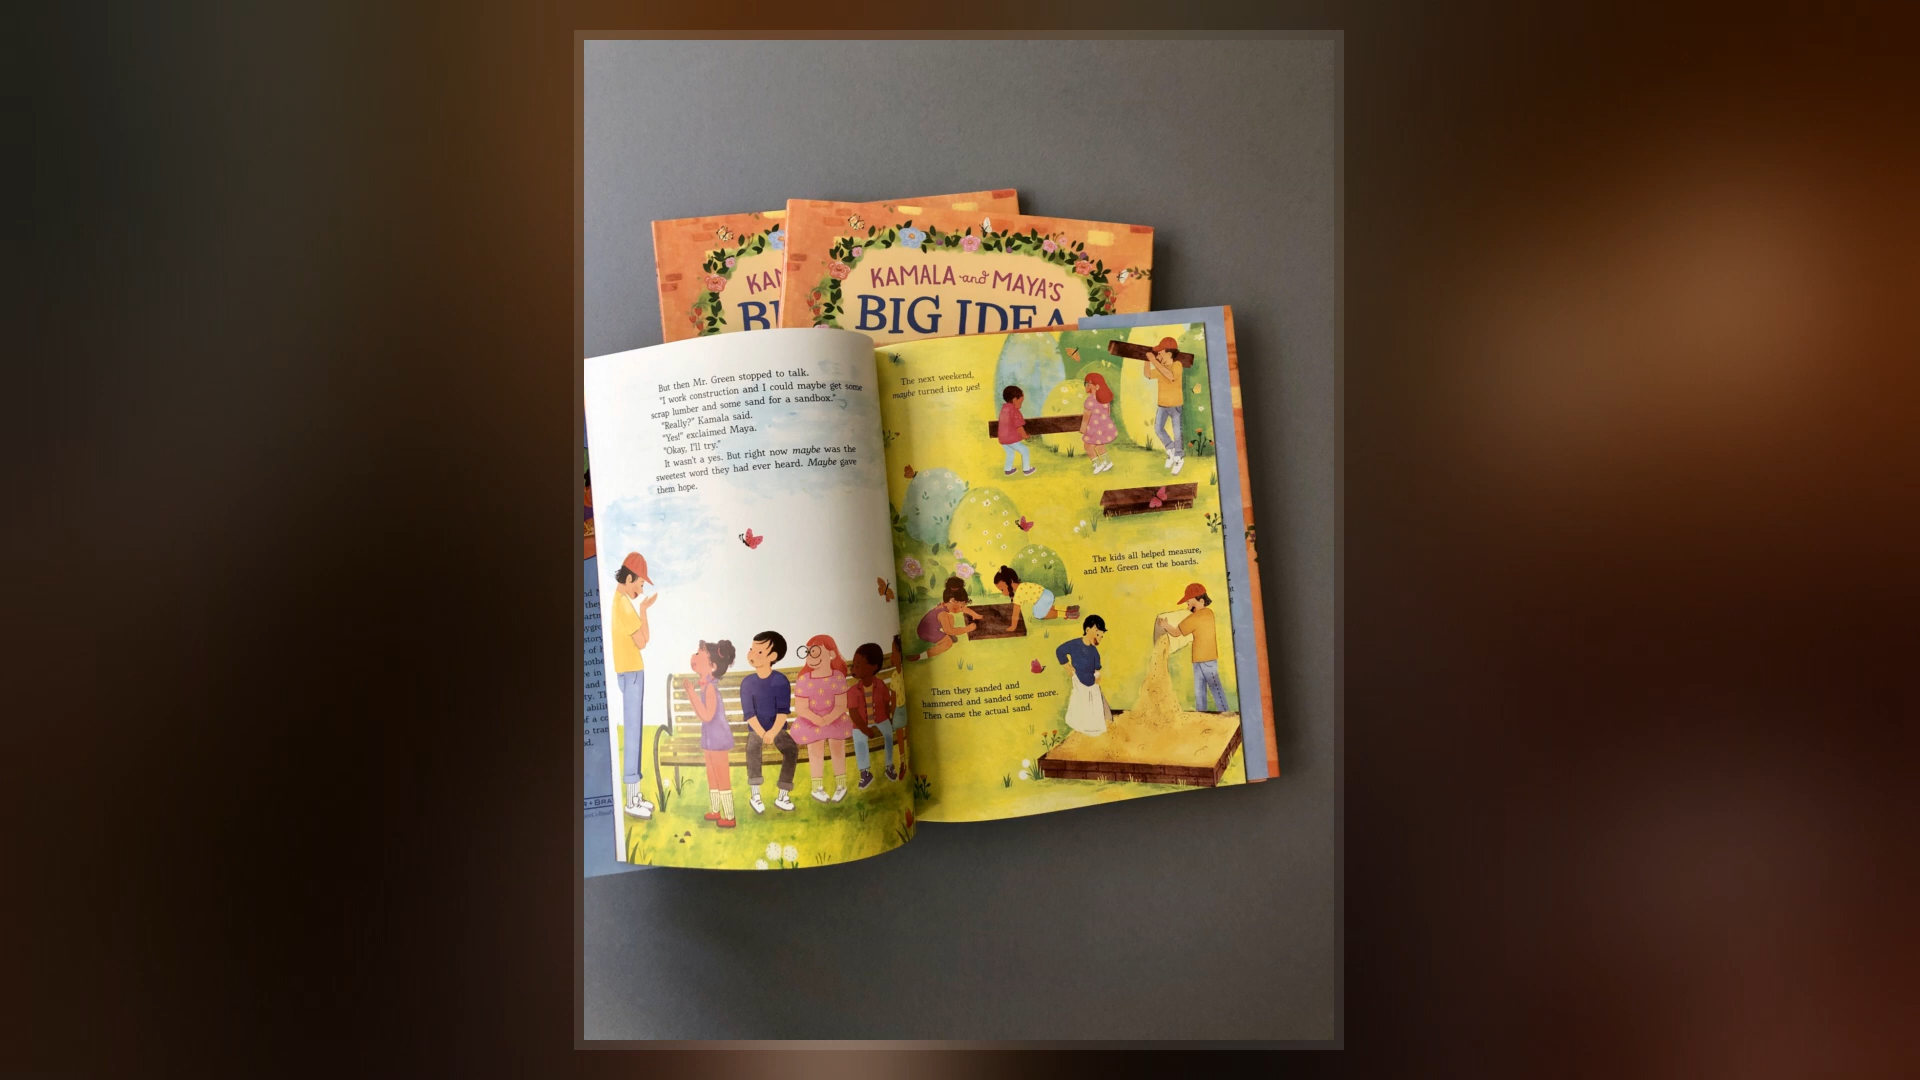 KAMALA and MAYA'S
BIG IDEA
But then Mr. Green stopped to talk.
"I work construction and I could maybe get some
scrap lumber and some sand for a sandbox."
"Really?" Kamala said.
"Yes!" exclaimed Maya.
"Okay, I'll try."
It wasn't a yes. But right now maybe was the
sweetest word they had ever heard. Maybe gave
them hope.
The next weekend,
maybe turned into yes!
The kids all helped measure,
and Mr. Green cut the boards.
Then they sanded and
hammered and sanded some more.
Then came the actual sand.